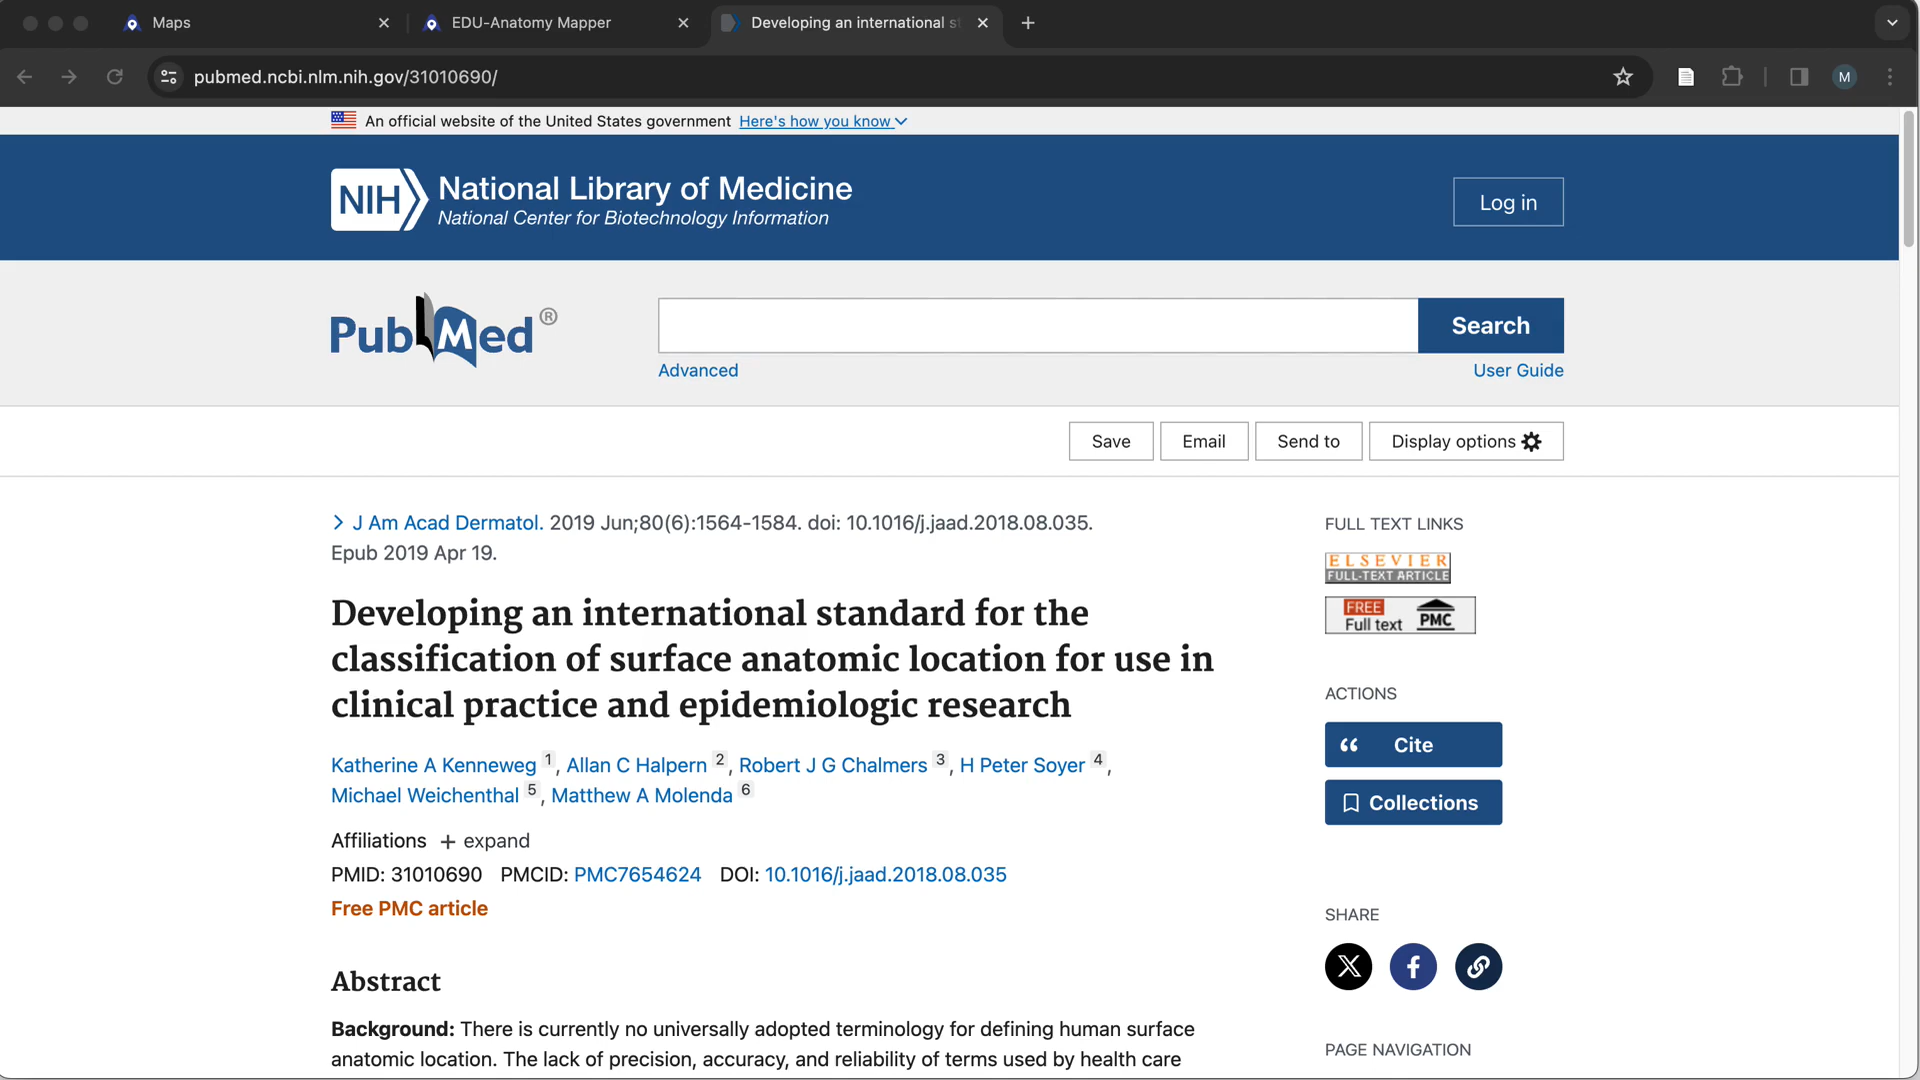 Maps
EDU-Anatomy Mapper
Developing an international
pubmed.ncbi.nlm.nih.gov/31010690/
M
An official website of the United States government Here's how you know
NIH National Library of Medicine
National Center for Biotechnology Information
Log in
PubMed®
Search
Advanced
User Guide
Save
Email
Send to
Display options
J Am Acad Dermatol. 2019 Jun;80(6):1564-1584. doi: 10.1016/j.jaad.2018.08.035.
Epub 2019 Apr 19.
Developing an international standard for the
classification of surface anatomic location for use in
clinical practice and epidemiologic research
Katherine A Kenneweg 1, Allan C Halpern 2, Robert J G Chalmers 3, H Peter Soyer 4,
Michael Weichenthal 5, Matthew A Molenda 6
Affiliations + expand
PMID: 31010690 PMCID: PMC7654624 DOI: 10.1016/j.jaad.2018.08.035
Free PMC article
Abstract
Background: There is currently no universally adopted terminology for defining human surface
anatomic location. The lack of precision, accuracy, and reliability of terms used by health care
FULL TEXT LINKS
ELSEVIER
FULL-TEXT ARTICLE
FREE
Full text PMC
ACTIONS
Cite
Collections
SHARE
PAGE NAVIGATION